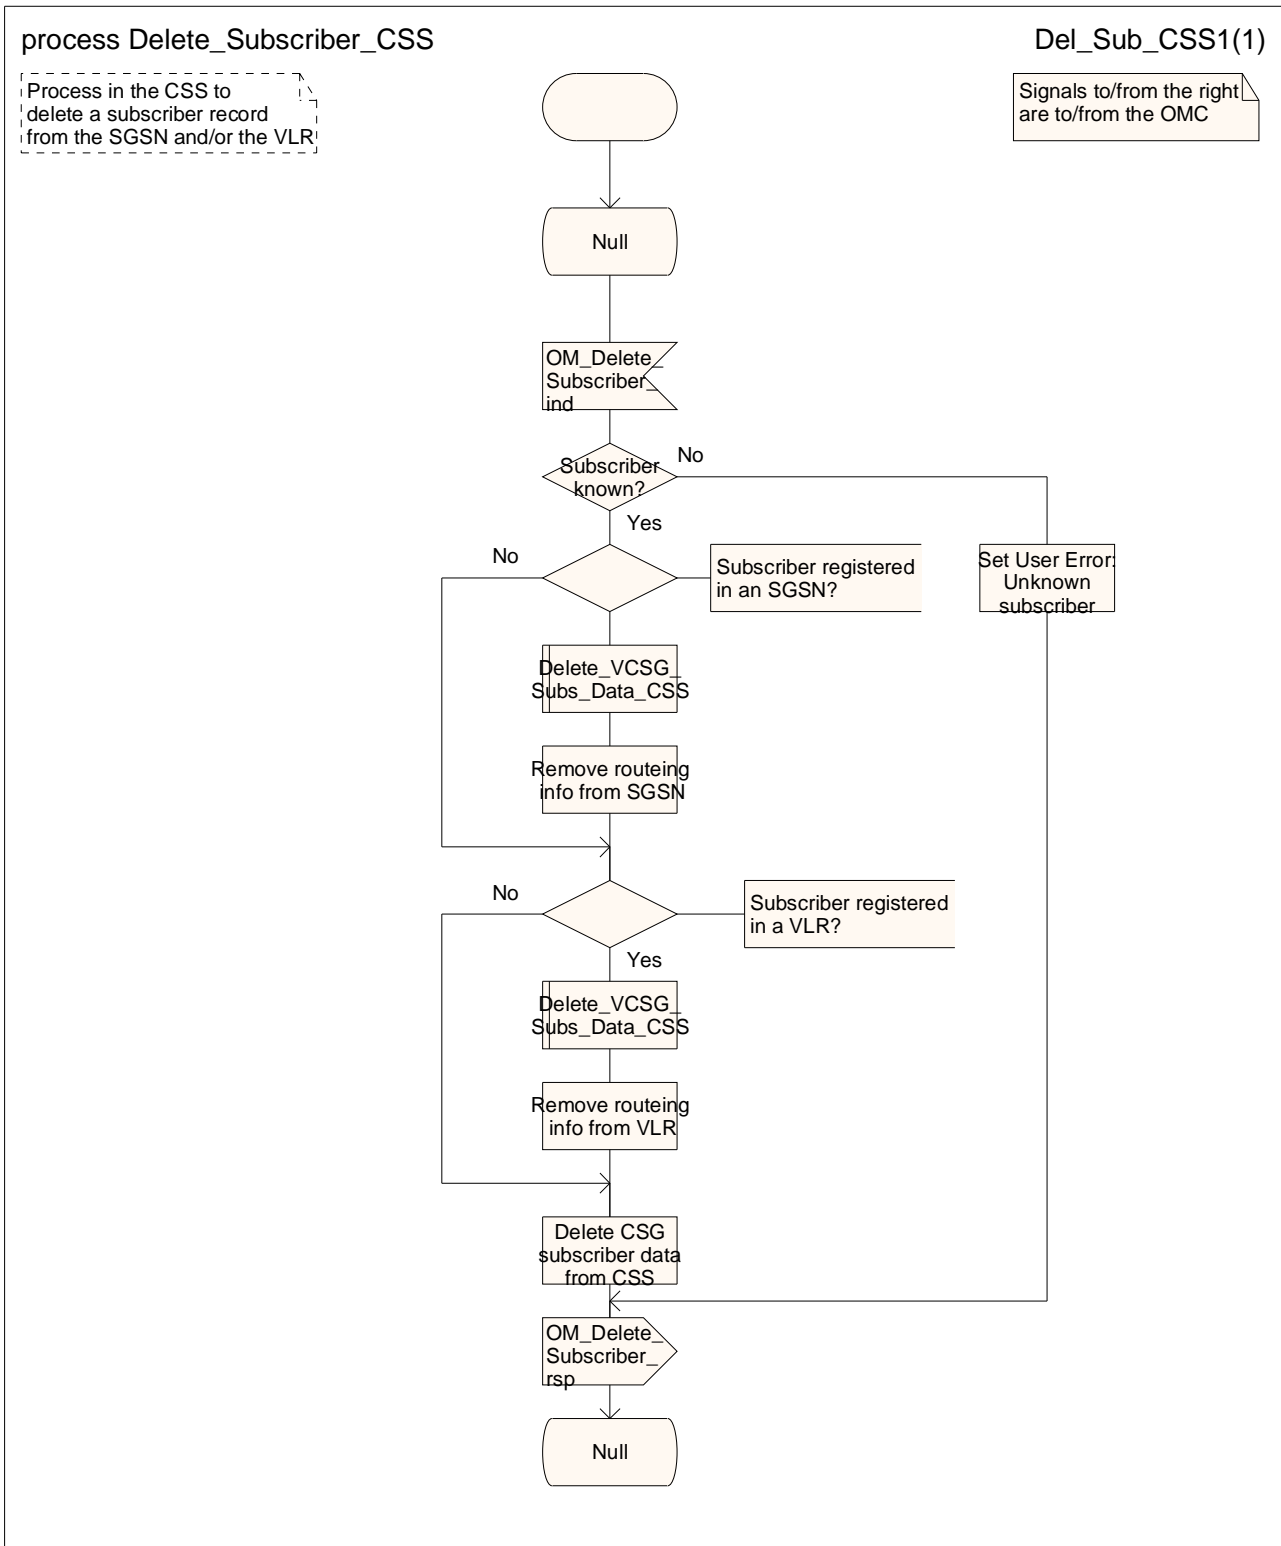 process Delete_Subscriber_CSS
Del_Sub_CSS1(1)
Process in the CSS to
delete a subscriber record
from the SGSN and/or the VLR
Signals to/from the right
are to/from the OMC
Null
OM_Delete_
Subscriber_
ind
Subscriber
known?
No
Yes
No
Subscriber registered
in an SGSN?
Set User Error:
Unknown
subscriber
Delete_VCSG_
Subs_Data_CSS
Remove routeing
info from SGSN
No
Subscriber registered
in a VLR?
Yes
Delete_VCSG_
Subs_Data_CSS
Remove routeing
info from VLR
Delete CSG
subscriber data
from CSS
OM_Delete_
Subscriber_
rsp
Null